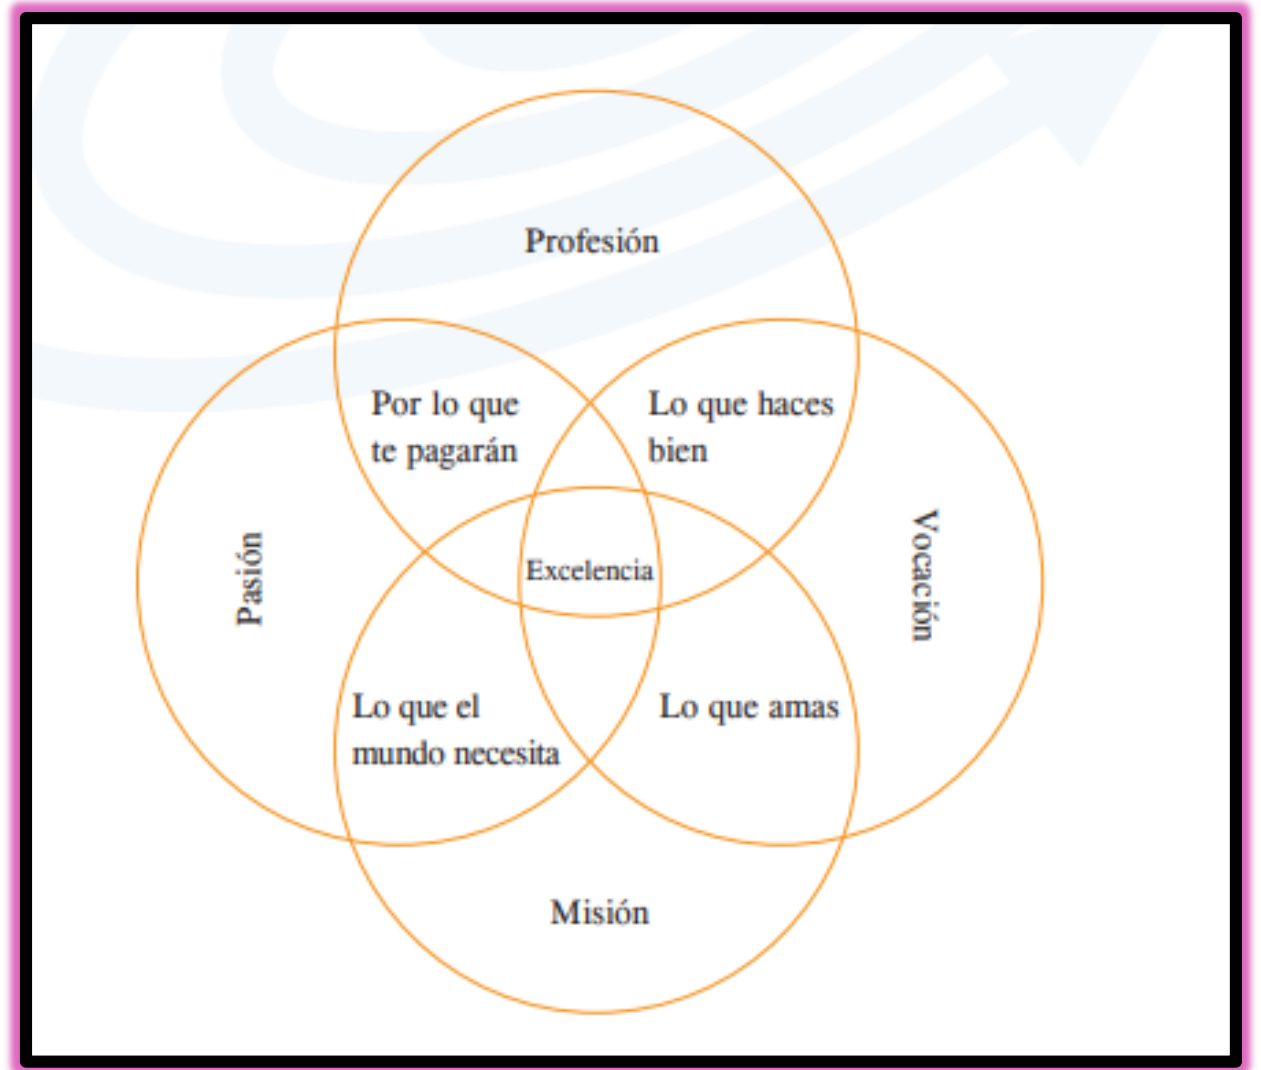 Profesión
Por lo que
te pagarán
Lo que haces
bien
Pasión
Excelencia
Vocación
Lo que el
mundo necesita
Lo que amas
Misión